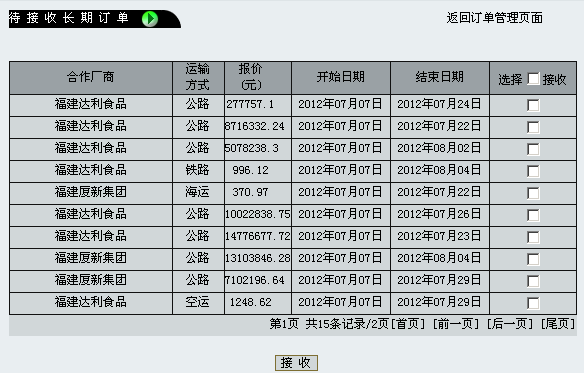 待接收长期订单
返回订单管理页面
合作厂商 运输方式 报价(元) 开始日期 结束日期 选择 接收
福建达利食品 公路 277757.1 2012年07月07日 2012年07月24日
福建达利食品 公路 8716332.24 2012年07月07日 2012年07月22日
福建达利食品 公路 5078238.3 2012年07月07日 2012年08月02日
福建达利食品 铁路 996.12 2012年07月07日 2012年08月04日
福建厦新集团 海运 370.97 2012年07月07日 2012年07月22日
福建达利食品 公路 10022838.75 2012年07月07日 2012年07月26日
福建达利食品 公路 14776677.72 2012年07月07日 2012年07月23日
福建厦新集团 公路 13103846.28 2012年07月07日 2012年08月04日
福建厦新集团 公路 7102196.64 2012年07月07日 2012年07月29日
福建达利食品 空运 1248.62 2012年07月07日 2012年07月29日
第1页 共15条记录/2页[首页] [前一页] [后一页] [尾页]
接 收